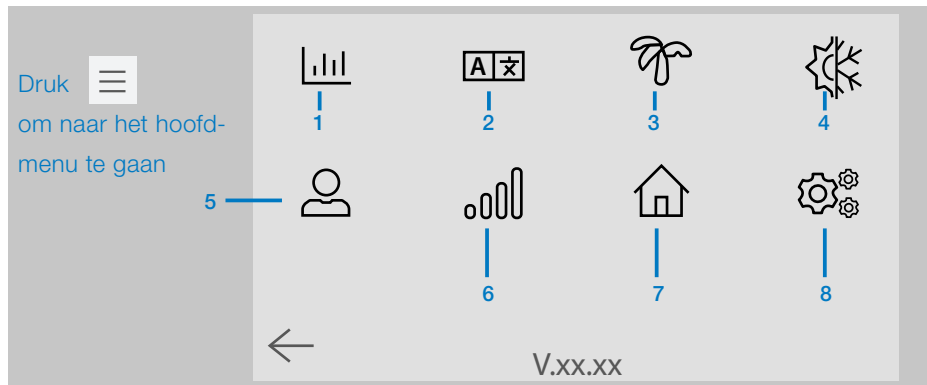 Druk
om naar het hoofd-
menu te gaan
A 文
1 2 3 4
5
6 7 8
V.xx.xx